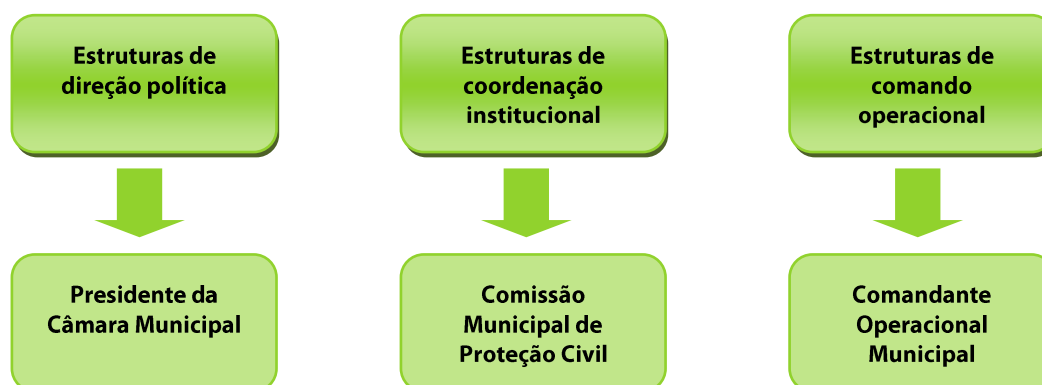 Estruturas de
direção política
Estruturas de
coordenação
institucional
Estruturas de
comando
operacional
Presidente da
Câmara Municipal
Comissão
Municipal de
Proteção Civil
Comandante
Operacional
Municipal